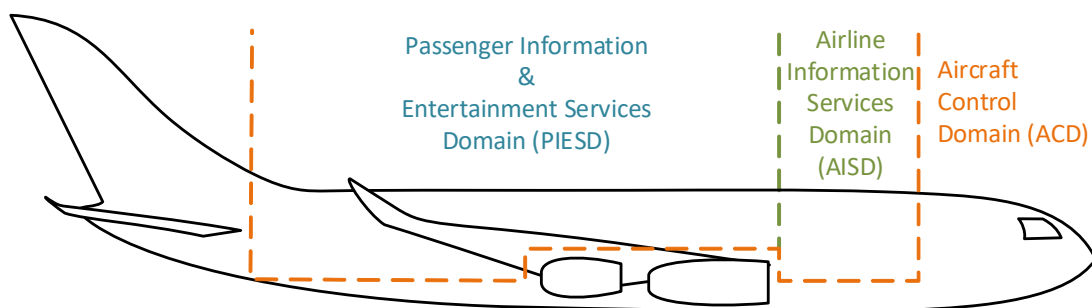 Passenger Information
&
Entertainment Services
Domain (PIESD)
Airline
Information
Services
Domain
(AISD)
Aircraft
Control
Domain (ACD)